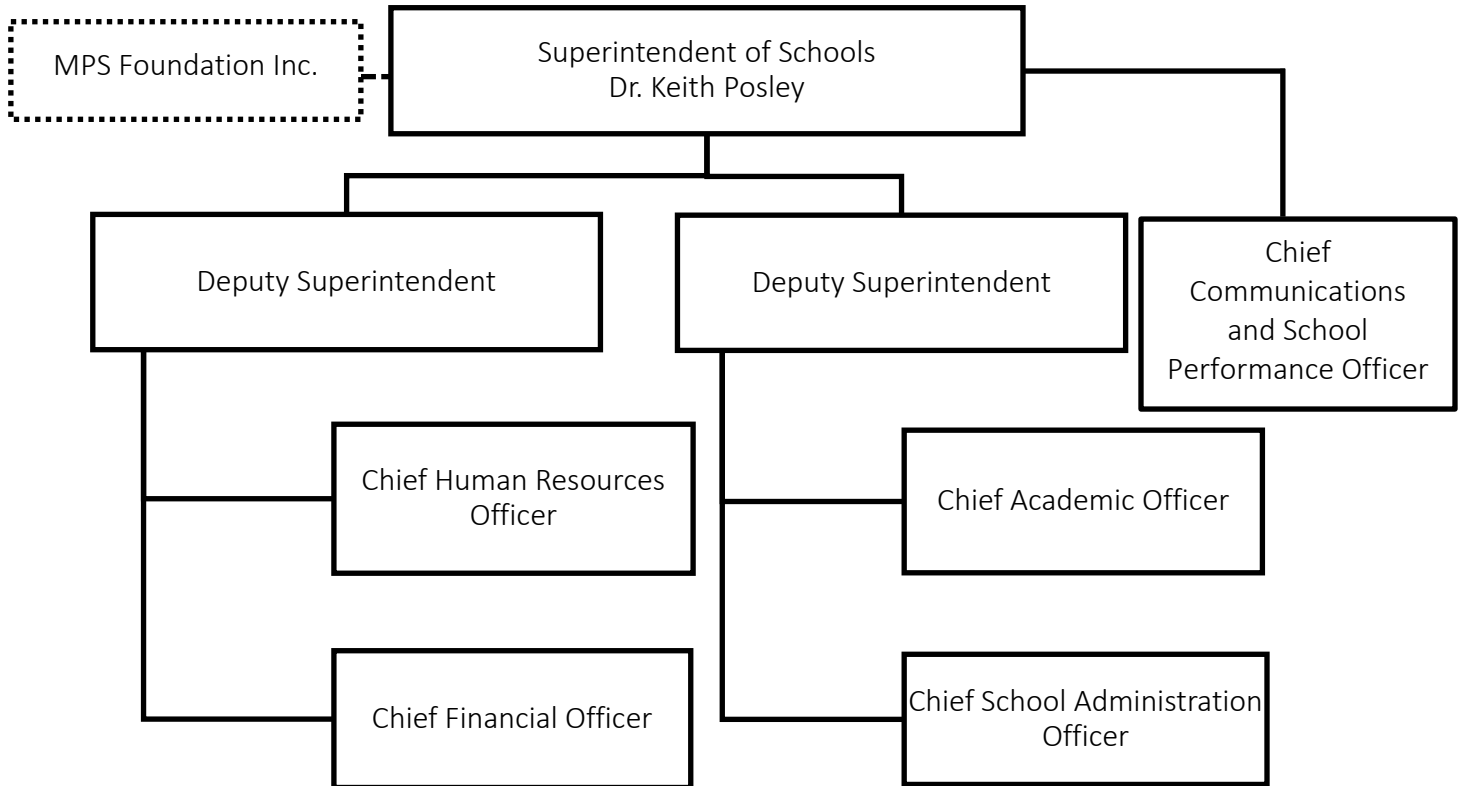 MPS Foundation Inc.
Superintendent of Schools
Dr. Keith Posley
Deputy Superintendent
Deputy Superintendent
Chief
Communications
and School
Performance Officer
Chief Human Resources
Officer
Chief Academic Officer
Chief Financial Officer
Chief School Administration
Officer